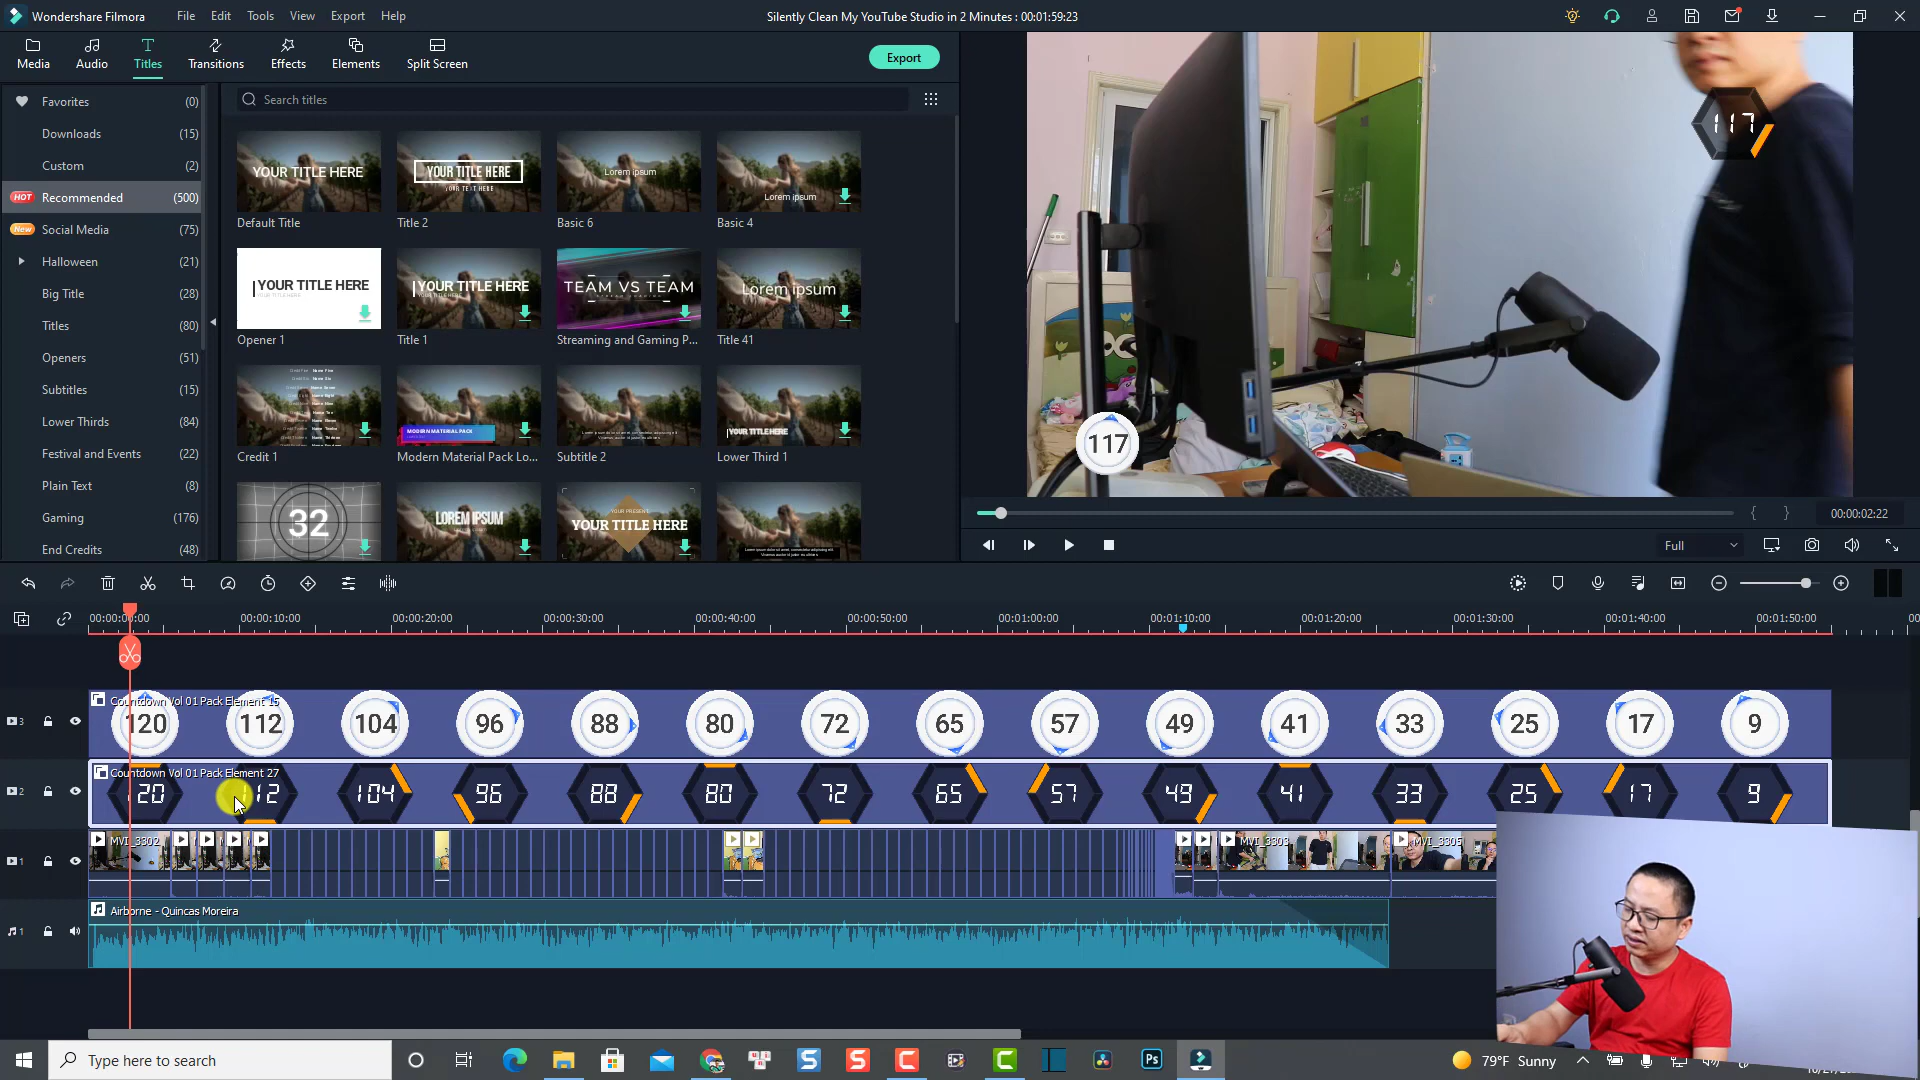 Wondershare Filmora
File
Edit
Tools
View
Export
Help
Silently Clean My YouTube Studio in 2 Minutes : 00:01:59:23
Media
Audio
Titles
Transitions
Effects
Elements
Split Screen
Export
Favorites (0)
Downloads (15)
Custom (2)
HOT Recommended (500)
New Social Media (75)
Halloween (21)
Big Title (28)
Titles (80)
Openers (51)
Subtitles (15)
Lower Thirds (84)
Festival and Events (22)
Plain Text (8)
Gaming (176)
End Credits (48)
Search titles
YOUR TITLE HERE
Default Title
YOUR TITLE HERE
YOUR TEXT HERE
Title 2
Lorem ipsum
Basic 6
Lorem ipsum
Basic 4
YOUR TITLE HERE
Opener 1
YOUR TITLE HERE
Title 1
TEAM VS TEAM
Streaming and Gaming P...
Lorem ipsum
Title 41
Credit 1
MODERN MATERIAL PACK
Modern Material Pack Lo...
Subtitle 2
YOUR TITLE HERE
Lower Third 1
32
LOREM IPSUM
YOUR TITLE HERE
117
117
00:00:02:22
Full
00:00:00:00
00:00:10:00
00:00:20:00
00:00:30:00
00:00:40:00
00:00:50:00
00:01:00:00
00:01:10:00
00:01:20:00
00:01:30:00
00:01:40:00
00:01:50:00
00
3
Countdown Vol 01 Pack Element 15
120 112 104 96 88 80 72 65 57 49 41 33 25 17 9
2
Countdown Vol 01 Pack Element 27
120 112 104 96 88 80 72 65 57 49 41 33 25 17 9
1
MVI_3302
MVI_3303
MVI_3305
1
Airborne - Quincas Moreira
Type here to search
Ps
79°F Sunny